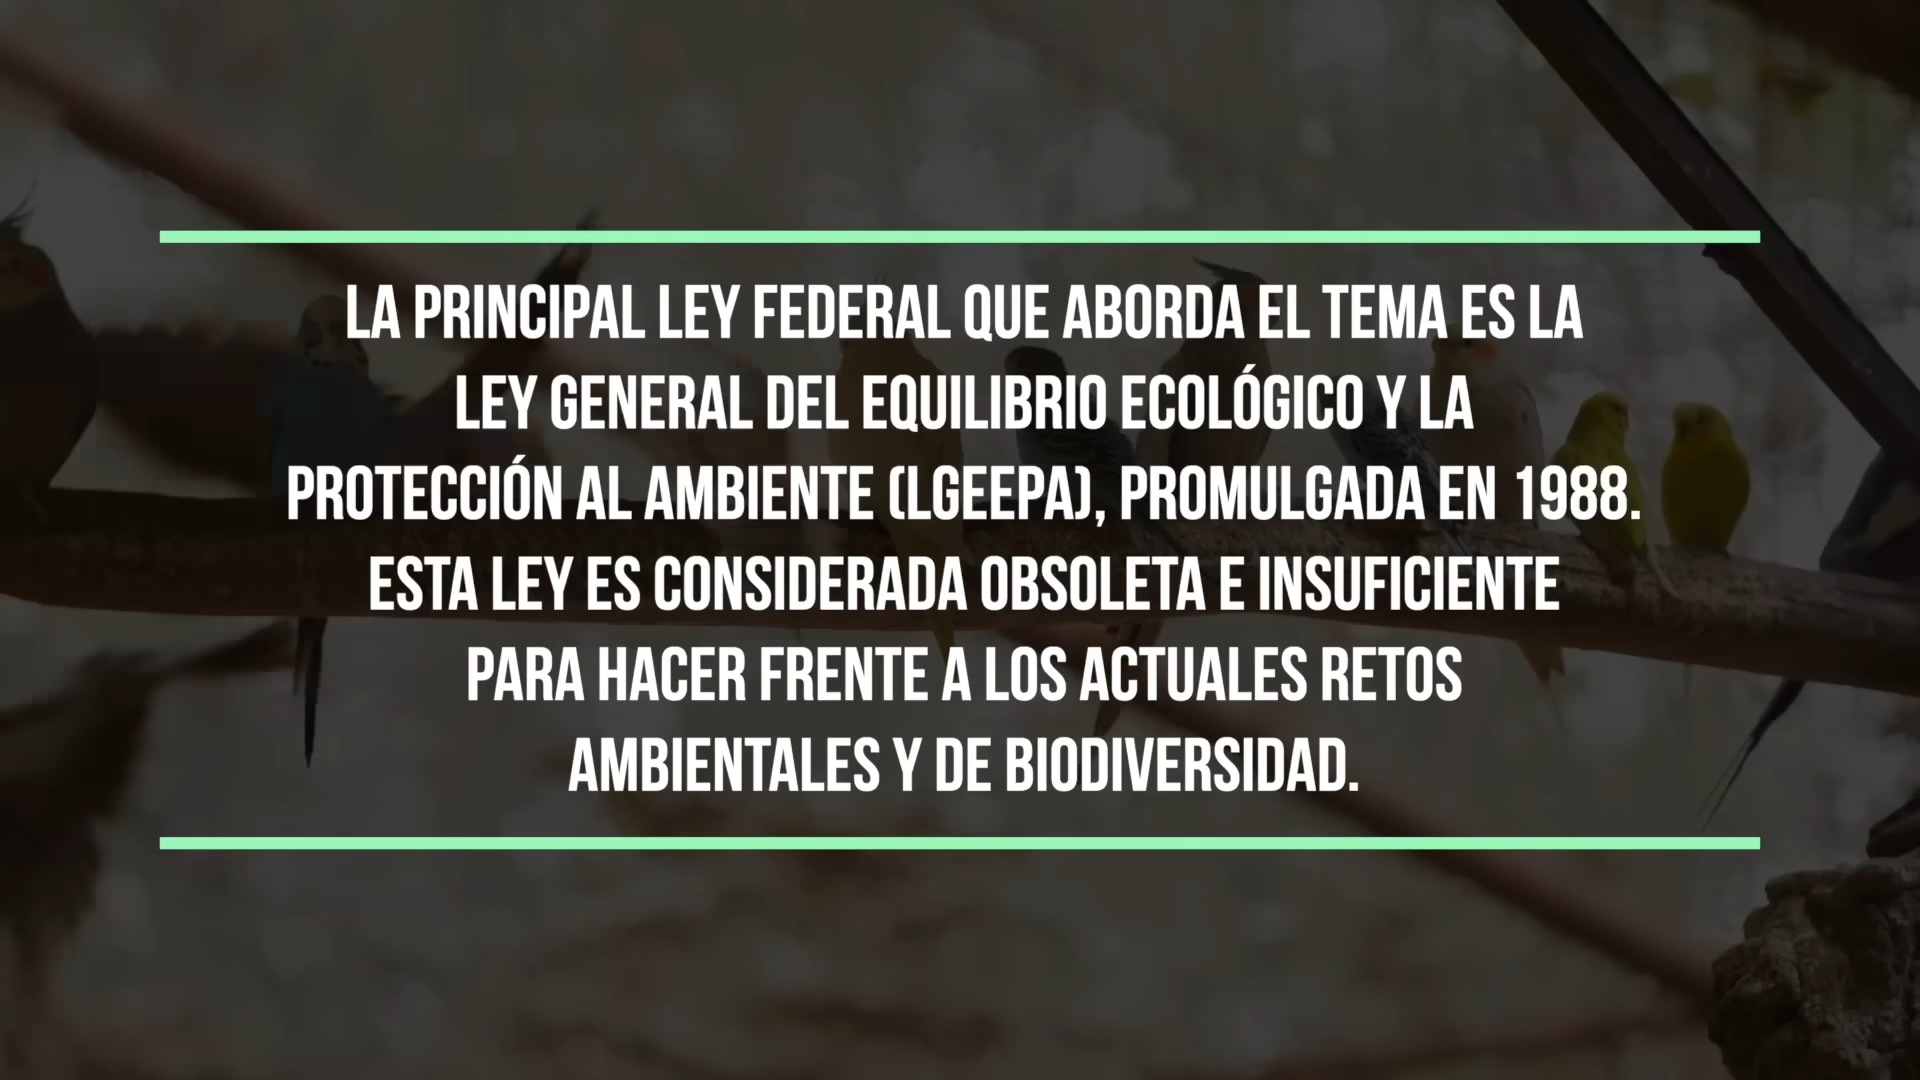 LA PRINCIPAL LEY FEDERAL QUE ABORDA EL TEMA ES LA
LEY GENERAL DEL EQUILIBRIO ECOLÓGICO Y LA
PROTECCIÓN AL AMBIENTE (LGEEPA), PROMULGADA EN 1988.
ESTA LEY ES CONSIDERADA OBSOLETA E INSUFICIENTE
PARA HACER FRENTE A LOS ACTUALES RETOS
AMBIENTALES Y DE BIODIVERSIDAD.